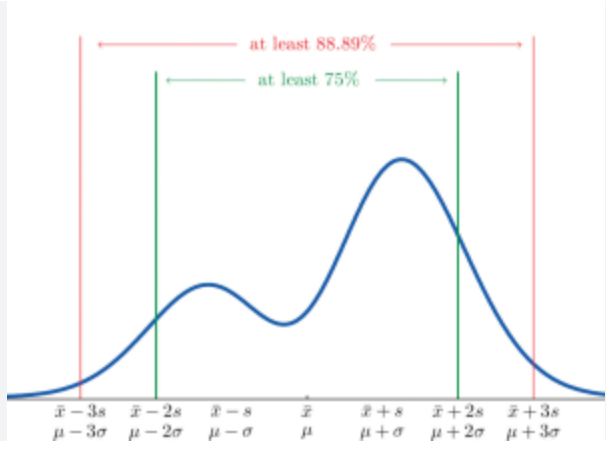 at least 88.89%
at least 75%
x̄ − 3s x̄ − 2s x̄ − s x̄ x̄ + s x̄ + 2s x̄ + 3s
μ − 3σ μ − 2σ μ − σ μ μ + σ μ + 2σ μ + 3σ